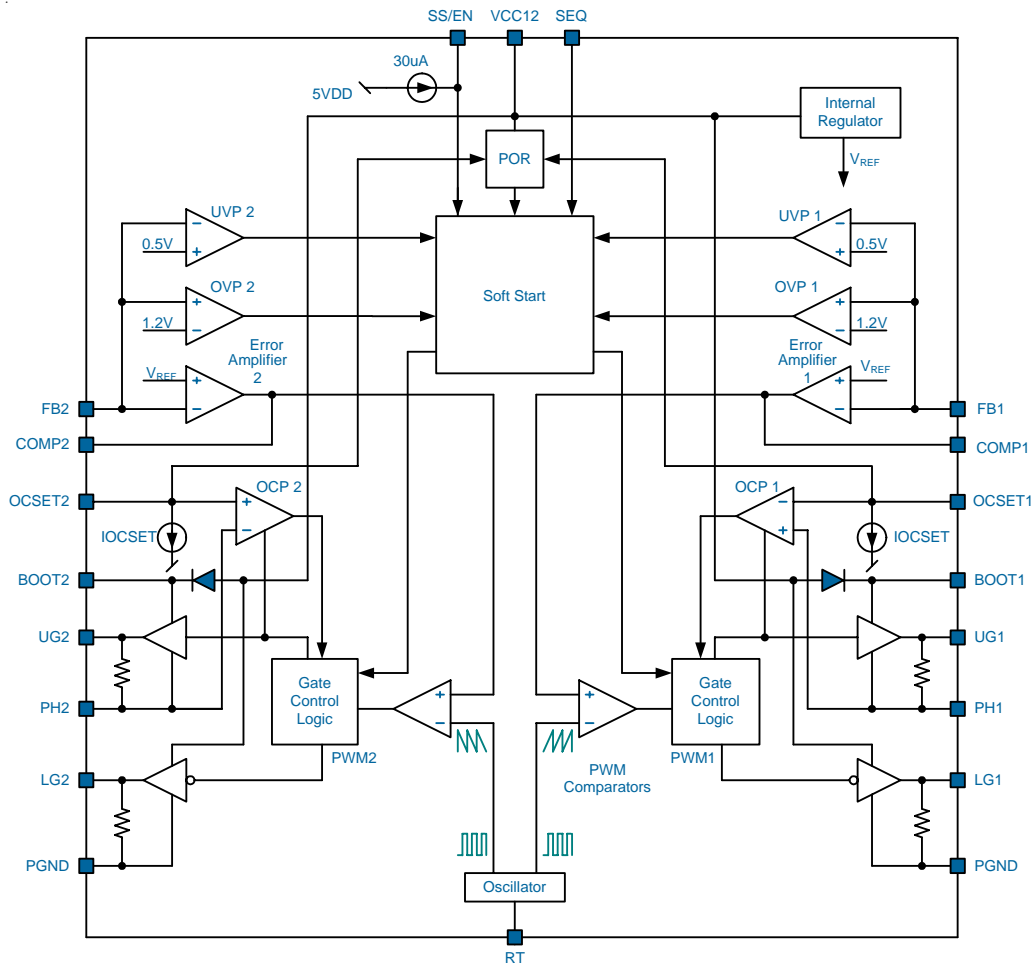 SS/EN VCC12 SEQ
30uA
5VDD
Internal
Regulator
POR
VREF
UVP 2
UVP 1
0.5V
0.5V
OVP 2
Soft Start
OVP 1
1.2V
1.2V
Error
Amplifier
2
Error
Amplifier
1
VREF
VREF
FB2
FB1
COMP2
COMP1
OCP 2
OCP 1
OCSET2
OCSET1
IOCSET
IOCSET
BOOT2
BOOT1
UG2
UG1
Gate
Control
Logic
Gate
Control
Logic
PH2
PH1
PWM2
PWM1
PWM
Comparators
LG2
LG1
PGND
PGND
Oscillator
RT